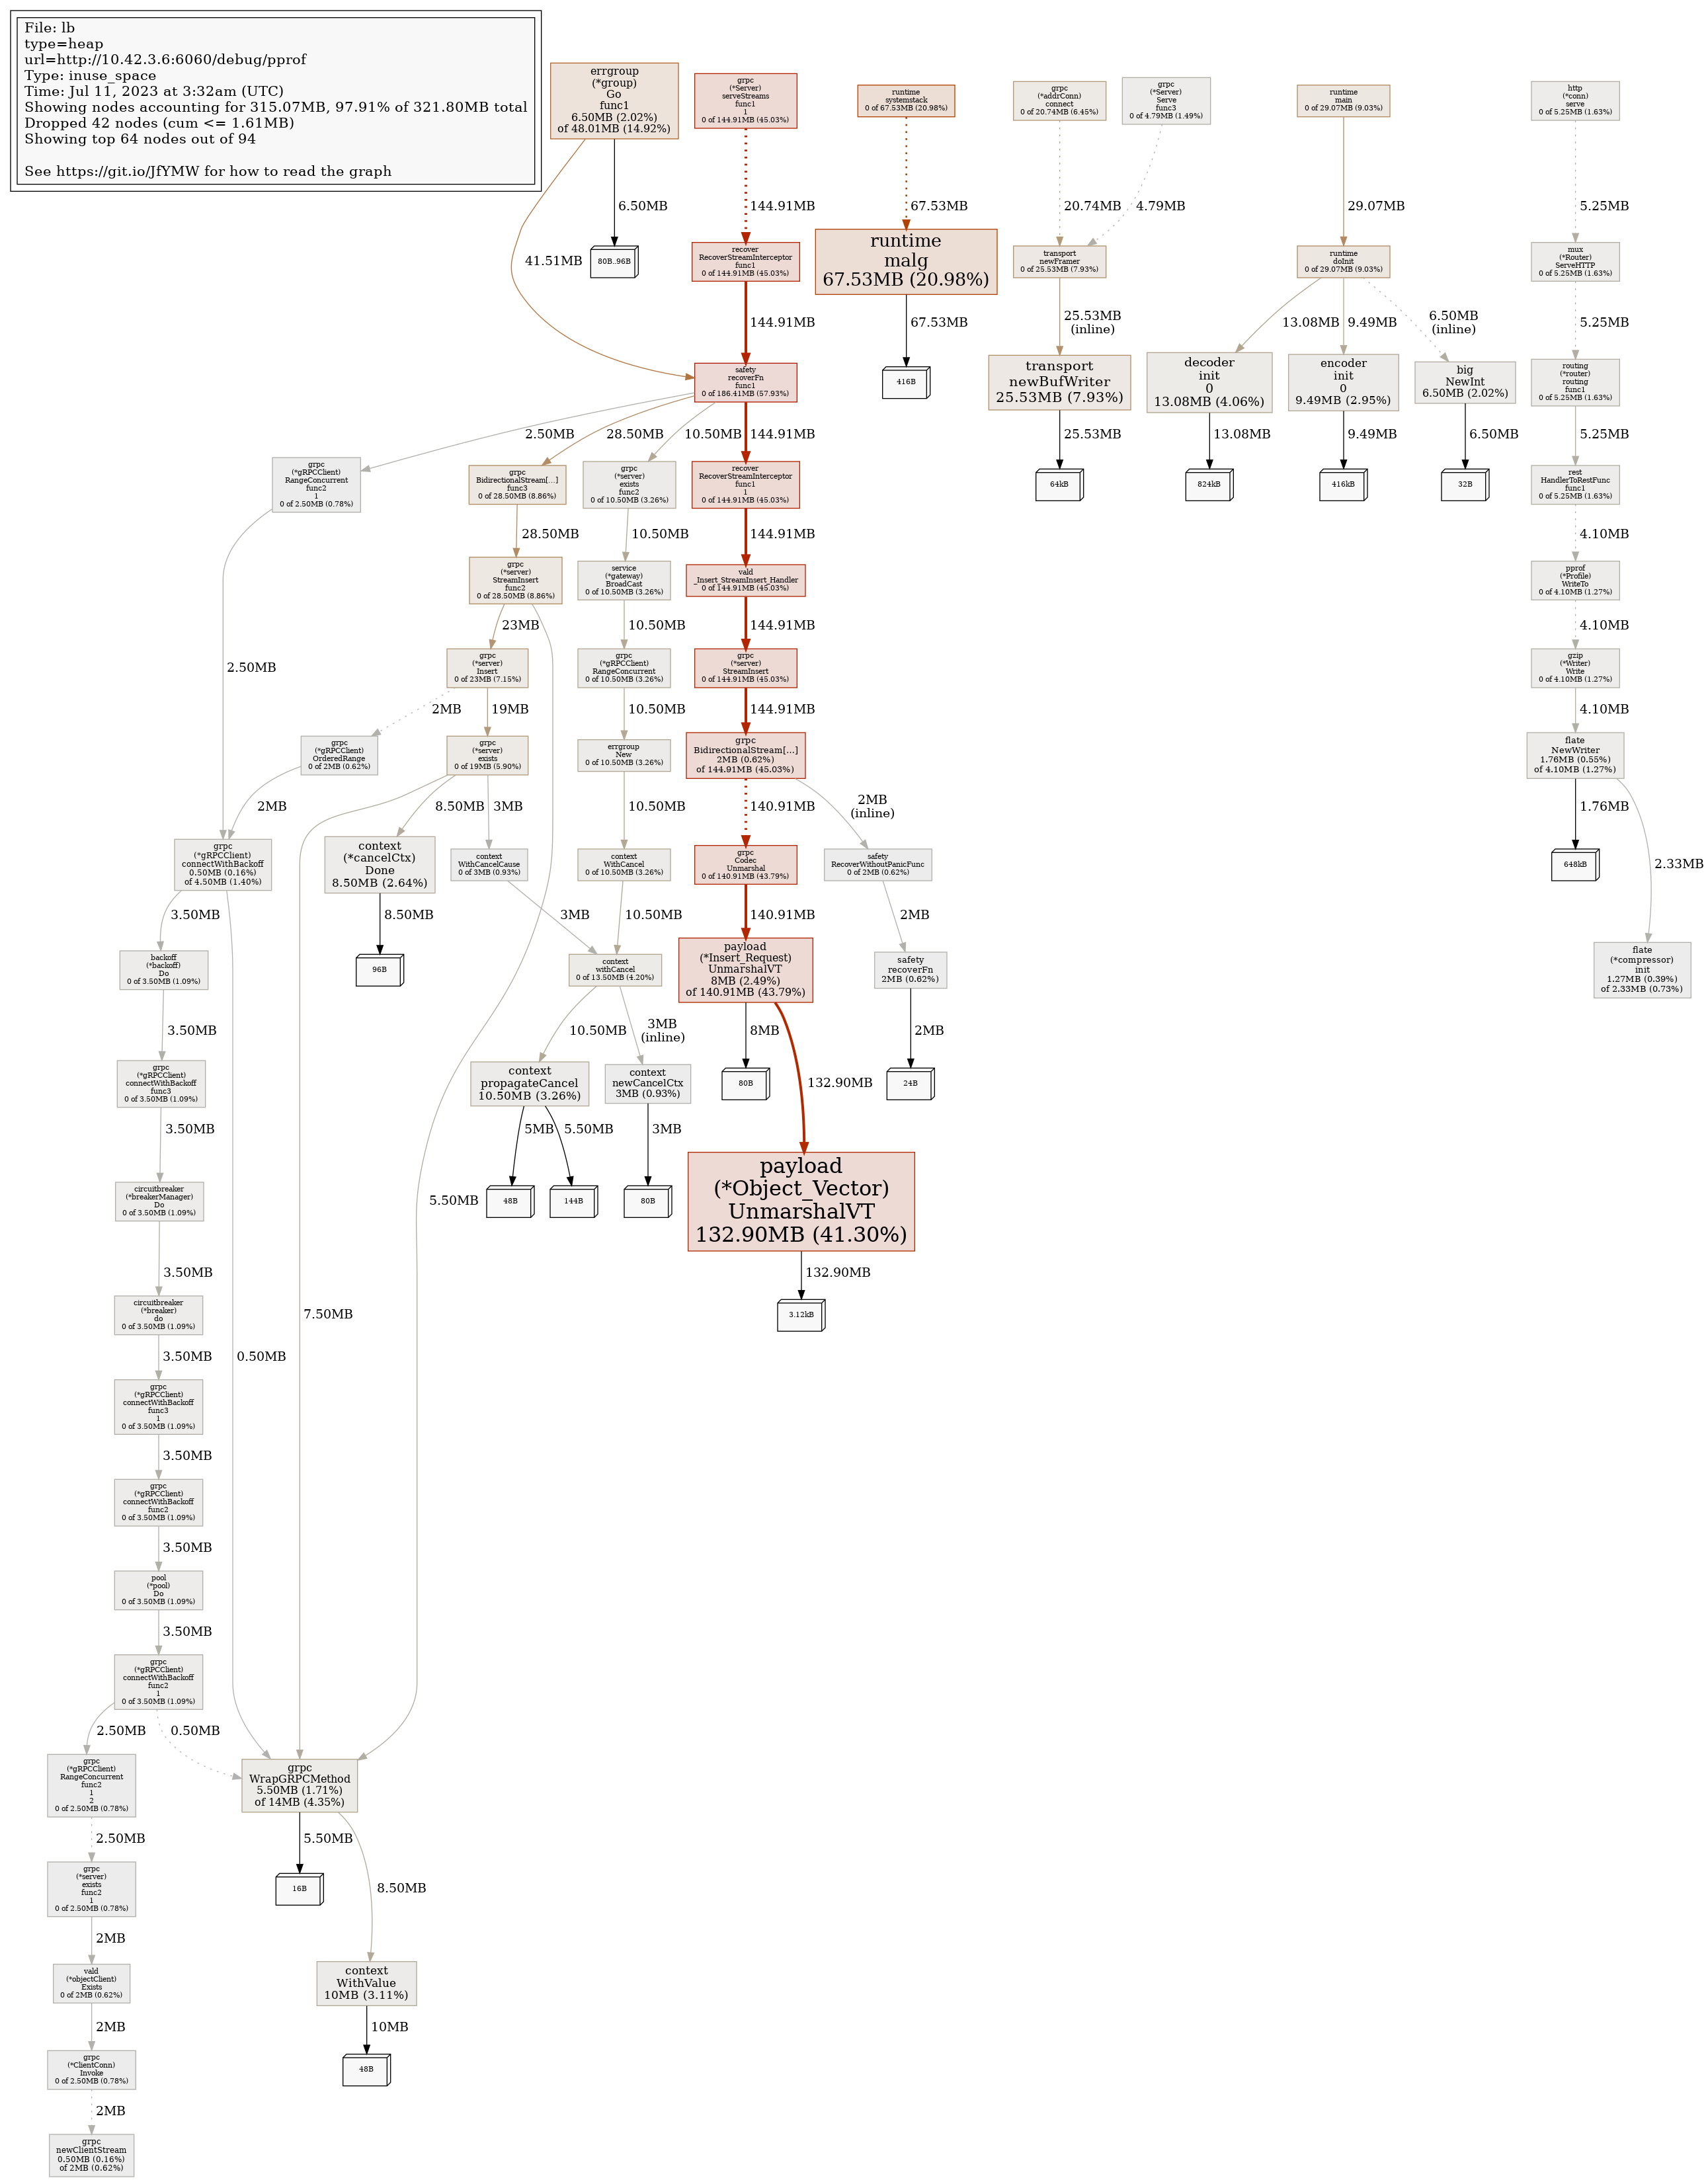 File: lb
type=heap
url=http://10.42.3.6:6060/debug/pprof
Type: inuse_space
Time: Jul 11, 2023 at 3:32am (UTC)
Showing nodes accounting for 315.07MB, 97.91% of 321.80MB total
Dropped 42 nodes (cum <= 1.61MB)
Showing top 64 nodes out of 94
See https://git.io/JfYMW for how to read the graph
errgroup
(*group)
Go
func1
6.50MB (2.02%)
of 48.01MB (14.92%)
grpc
(*Server)
serveStreams
func1
1
0 of 144.91MB (45.03%)
runtime
systemstack
0 of 67.53MB (20.98%)
grpc
(*addrConn)
connect
0 of 20.74MB (6.45%)
grpc
(*Server)
Serve
func3
0 of 4.79MB (1.49%)
runtime
main
0 of 29.07MB (9.03%)
http
(*conn)
serve
0 of 5.25MB (1.63%)
41.51MB
6.50MB
144.91MB
67.53MB
20.74MB
4.79MB
29.07MB
5.25MB
80B..96B
recover
RecoverStreamInterceptor
func1
0 of 144.91MB (45.03%)
runtime
malg
67.53MB (20.98%)
transport
newFramer
0 of 25.53MB (7.93%)
runtime
doInit
0 of 29.07MB (9.03%)
mux
(*Router)
ServeHTTP
0 of 5.25MB (1.63%)
144.91MB
67.53MB
25.53MB
(inline)
13.08MB
9.49MB
6.50MB
(inline)
5.25MB
safety
recoverFn
func1
0 of 186.41MB (57.93%)
416B
transport
newBufWriter
25.53MB (7.93%)
decoder
init
0
13.08MB (4.06%)
encoder
init
0
9.49MB (2.95%)
big
NewInt
6.50MB (2.02%)
routing
(*router)
routing
func1
0 of 5.25MB (1.63%)
2.50MB
28.50MB
10.50MB
144.91MB
25.53MB
13.08MB
9.49MB
6.50MB
5.25MB
grpc
(*gRPCClient)
RangeConcurrent
func2
1
0 of 2.50MB (0.78%)
grpc
BidirectionalStream[...]
func3
0 of 28.50MB (8.86%)
grpc
(*server)
exists
func2
0 of 10.50MB (3.26%)
recover
RecoverStreamInterceptor
func1
1
0 of 144.91MB (45.03%)
64kB
824kB
416kB
32B
rest
HandlerToRestFunc
func1
0 of 5.25MB (1.63%)
28.50MB
10.50MB
144.91MB
4.10MB
grpc
(*server)
StreamInsert
func2
0 of 28.50MB (8.86%)
service
(*gateway)
BroadCast
0 of 10.50MB (3.26%)
vald
_Insert_StreamInsert_Handler
0 of 144.91MB (45.03%)
pprof
(*Profile)
WriteTo
0 of 4.10MB (1.27%)
2.50MB
23MB
10.50MB
144.91MB
4.10MB
grpc
(*server)
Insert
0 of 23MB (7.15%)
grpc
(*gRPCClient)
RangeConcurrent
0 of 10.50MB (3.26%)
grpc
(*server)
StreamInsert
0 of 144.91MB (45.03%)
gzip
(*Writer)
Write
0 of 4.10MB (1.27%)
2MB
19MB
10.50MB
144.91MB
4.10MB
grpc
(*gRPCClient)
OrderedRange
0 of 2MB (0.62%)
grpc
(*server)
exists
0 of 19MB (5.90%)
errgroup
New
0 of 10.50MB (3.26%)
grpc
BidirectionalStream[...]
2MB (0.62%)
of 144.91MB (45.03%)
flate
NewWriter
1.76MB (0.55%)
of 4.10MB (1.27%)
2MB
8.50MB
3MB
10.50MB
140.91MB
2MB
(inline)
1.76MB
2.33MB
grpc
(*gRPCClient)
connectWithBackoff
0.50MB (0.16%)
of 4.50MB (1.40%)
context
(*cancelCtx)
Done
8.50MB (2.64%)
context
WithCancelCause
0 of 3MB (0.93%)
context
WithCancel
0 of 10.50MB (3.26%)
grpc
Codec
Unmarshal
0 of 140.91MB (43.79%)
safety
RecoverWithoutPanicFunc
0 of 2MB (0.62%)
648kB
3.50MB
8.50MB
3MB
10.50MB
140.91MB
2MB
backoff
(*backoff)
Do
0 of 3.50MB (1.09%)
96B
context
withCancel
0 of 13.50MB (4.20%)
payload
(*Insert_Request)
UnmarshalVT
8MB (2.49%)
of 140.91MB (43.79%)
safety
recoverFn
2MB (0.62%)
flate
(*compressor)
init
1.27MB (0.39%)
of 2.33MB (0.73%)
3.50MB
10.50MB
3MB
(inline)
8MB
132.90MB
2MB
grpc
(*gRPCClient)
connectWithBackoff
func3
0 of 3.50MB (1.09%)
context
propagateCancel
10.50MB (3.26%)
context
newCancelCtx
3MB (0.93%)
80B
24B
3.50MB
5MB
5.50MB
3MB
circuitbreaker
(*breakerManager)
Do
0 of 3.50MB (1.09%)
5.50MB
48B
144B
80B
payload
(*Object_Vector)
UnmarshalVT
132.90MB (41.30%)
3.50MB
132.90MB
circuitbreaker
(*breaker)
do
0 of 3.50MB (1.09%)
7.50MB
3.12kB
3.50MB
0.50MB
grpc
(*gRPCClient)
connectWithBackoff
func3
1
0 of 3.50MB (1.09%)
3.50MB
grpc
(*gRPCClient)
connectWithBackoff
func2
0 of 3.50MB (1.09%)
3.50MB
pool
(*pool)
Do
0 of 3.50MB (1.09%)
3.50MB
grpc
(*gRPCClient)
connectWithBackoff
func2
1
0 of 3.50MB (1.09%)
2.50MB
0.50MB
grpc
(*gRPCClient)
RangeConcurrent
func2
1
2
0 of 2.50MB (0.78%)
grpc
WrapGRPCMethod
5.50MB (1.71%)
of 14MB (4.35%)
2.50MB
5.50MB
8.50MB
grpc
(*server)
exists
func2
1
0 of 2.50MB (0.78%)
16B
2MB
vald
(*objectClient)
Exists
0 of 2MB (0.62%)
context
WithValue
10MB (3.11%)
2MB
10MB
grpc
(*ClientConn)
Invoke
0 of 2.50MB (0.78%)
48B
2MB
grpc
newClientStream
0.50MB (0.16%)
of 2MB (0.62%)